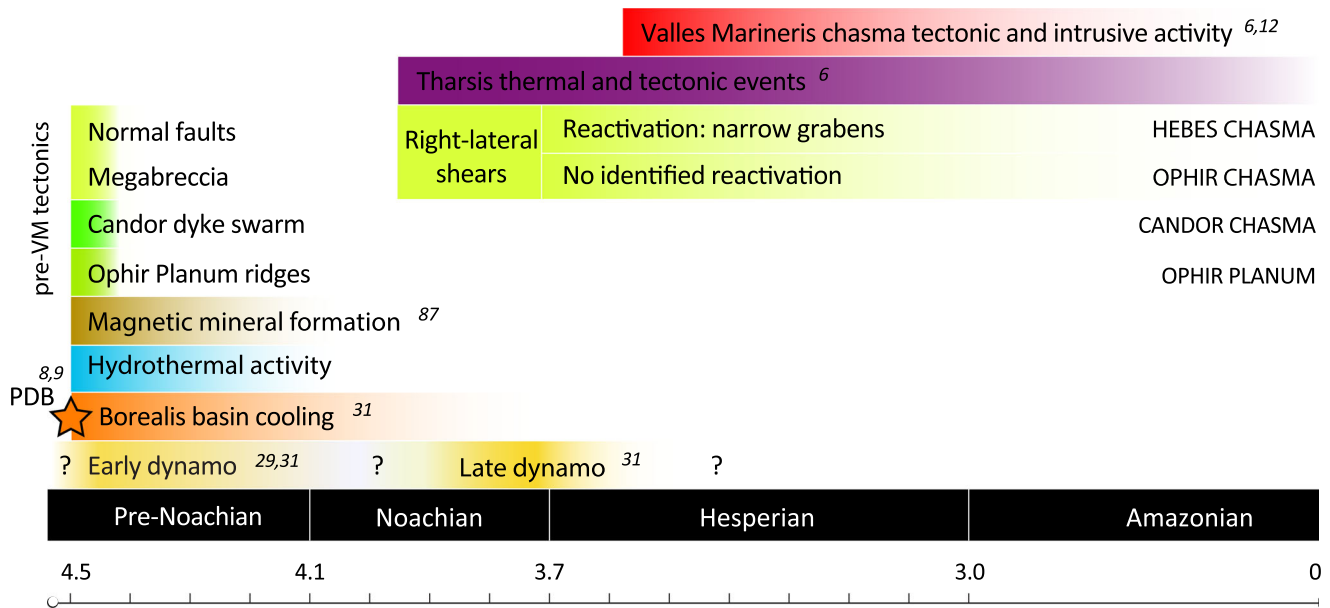 Valles Marineris chasma tectonic and intrusive activity 6,12
Tharsis thermal and tectonic events 6
pre-VM tectonics
Normal faults
Right-lateral
shears
Reactivation: narrow grabens
HEBES CHASMA
Megabreccia
No identified reactivation
OPHIR CHASMA
Candor dyke swarm
CANDOR CHASMA
Ophir Planum ridges
OPHIR PLANUM
Magnetic mineral formation 87
Hydrothermal activity
8,9
PDB
Borealis basin cooling 31
? Early dynamo 29,31 ? Late dynamo 31 ?
Pre-Noachian Noachian Hesperian Amazonian
4.5 4.1 3.7 3.0 0